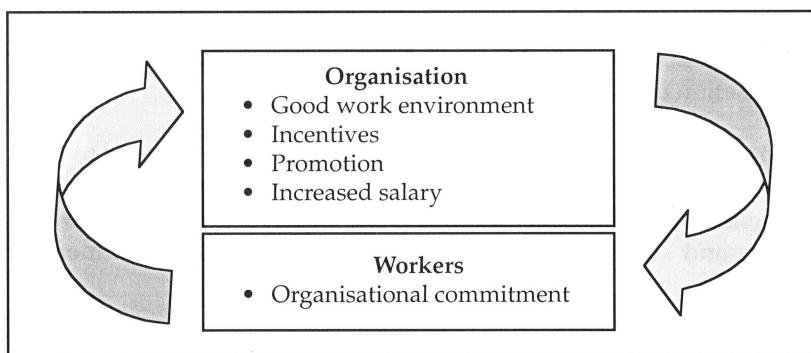 Organisation
• Good work environment
• Incentives
• Promotion
• Increased salary
Workers
• Organisational commitment